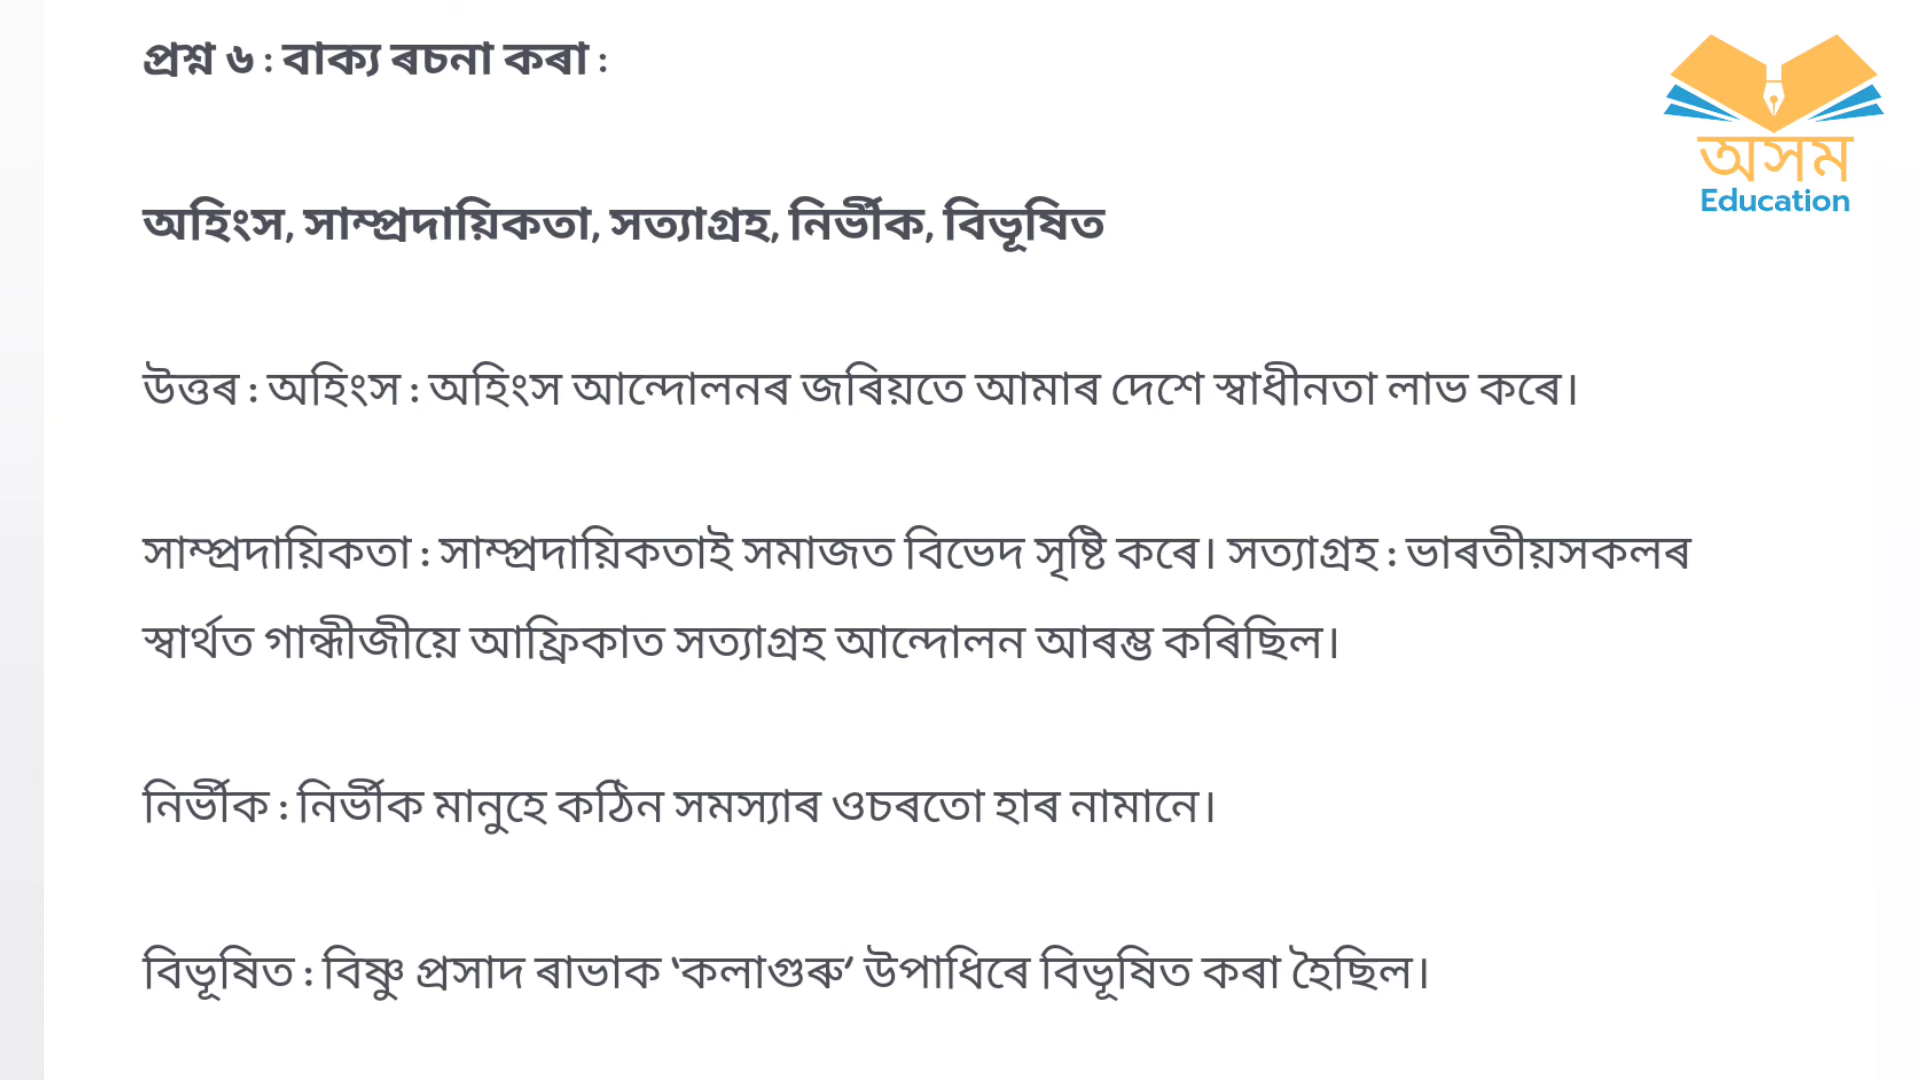 প্ৰশ্ন ৬ : বাক্য ৰচনা কৰা :
অসম
Education
অহিংস, সাম্প্ৰদায়িকতা, সত্যাগ্ৰহ, নিৰ্ভীক, বিভূষিত
উত্তৰ : অহিংস : অহিংস আন্দোলনৰ জৰিয়তে আমাৰ দেশে স্বাধীনতা লাভ কৰে।
সাম্প্ৰদায়িকতা : সাম্প্ৰদায়িকতাই সমাজত বিভেদ সৃষ্টি কৰে। সত্যাগ্ৰহ : ভাৰতীয়সকলৰ
স্বাৰ্থত গান্ধীজীয়ে আফ্ৰিকাত সত্যাগ্ৰহ আন্দোলন আৰম্ভ কৰিছিল।
নিৰ্ভীক : নিৰ্ভীক মানুহে কঠিন সমস্যাৰ ওচৰতো হাৰ নামানে।
বিভূষিত : বিষ্ণু প্ৰসাদ ৰাভাক ‘কলাগুৰু’ উপাধিৰে বিভূষিত কৰা হৈছিল।